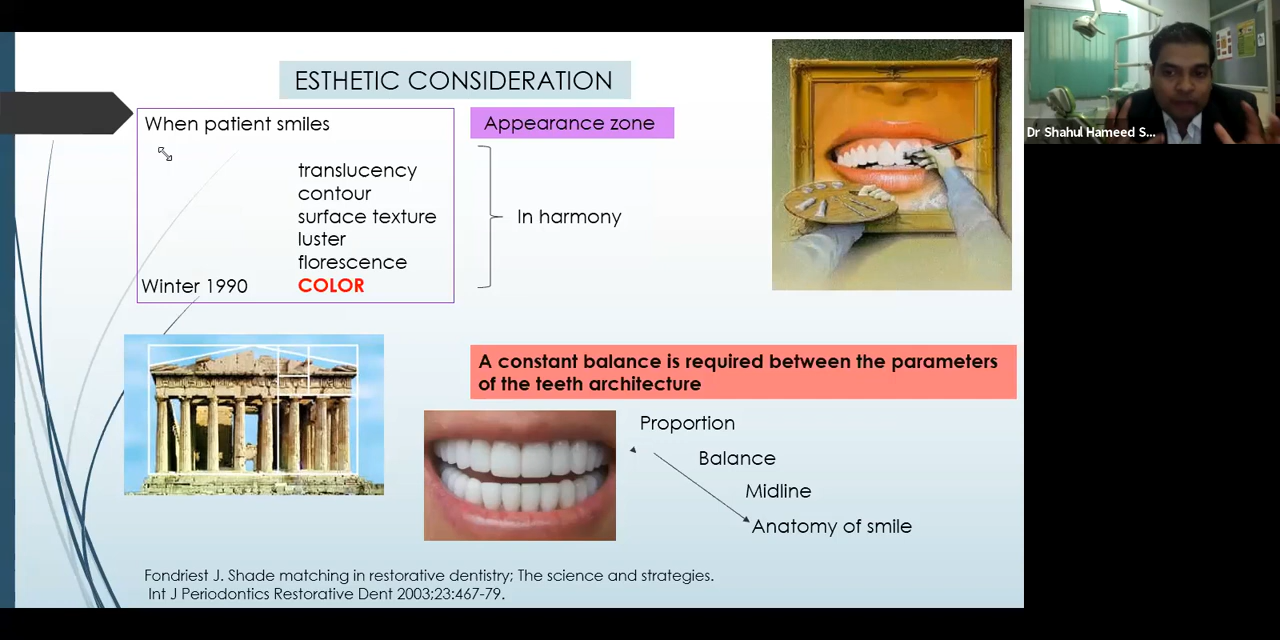 ESTHETIC CONSIDERATION
When patient smiles
translucency
contour
surface texture
luster
florescence
Winter 1990
COLOR
Appearance zone
In harmony
A constant balance is required between the parameters
of the teeth architecture
Proportion
Balance
Midline
Anatomy of smile
Fondriest J. Shade matching in restorative dentistry; The science and strategies.
Int J Periodontics Restorative Dent 2003;23:467-79.
Dr Shahul Hameed S...